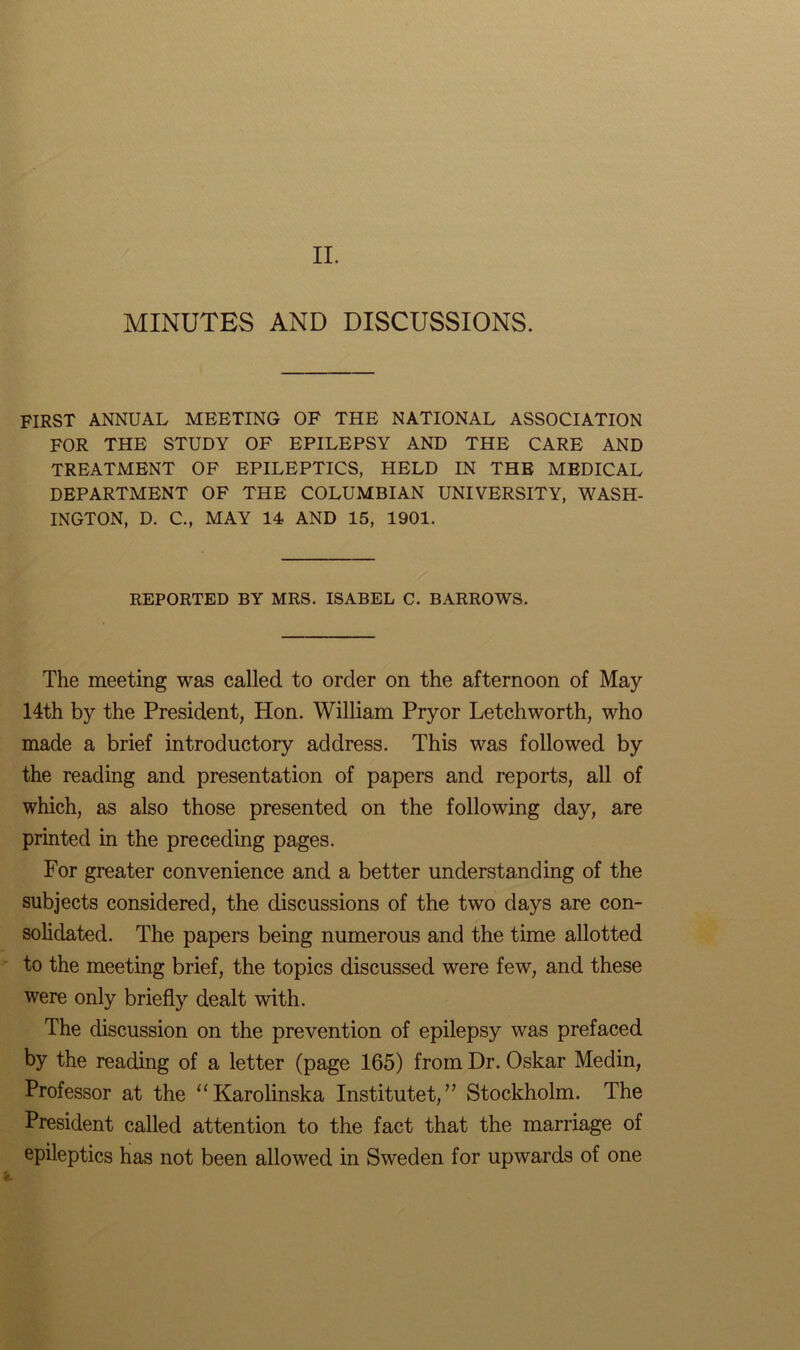 II.
MINUTES AND DISCUSSIONS.
FIRST ANNUAL MEETING OF THE NATIONAL ASSOCIATION
FOR THE STUDY OF EPILEPSY AND THE CARE AND
TREATMENT OF EPILEPTICS, HELD IN THE MEDICAL
DEPARTMENT OF THE COLUMBIAN UNIVERSITY, WASH-
INGTON, D. C., MAY 14 AND 15, 1901.
REPORTED BY MRS. ISABEL C. BARROWS.
The meeting was called to order on the afternoon of May
14th by the President, Hon. William Pryor Letchworth, who
made a brief introductory address. This was followed by
the reading and presentation of papers and reports, all of
which, as also those presented on the following day, are
printed in the preceding pages.
For greater convenience and a better understanding of the
subjects considered, the discussions of the two days are con-
solidated. The papers being numerous and the time allotted
to the meeting brief, the topics discussed were few, and these
were only briefly dealt with.
The discussion on the prevention of epilepsy was prefaced
by the reading of a letter (page 165) from Dr. Oskar Medin,
Professor at the “Karolinska Institutet,” Stockholm. The
President called attention to the fact that the marriage of
epileptics has not been allowed in Sweden for upwards of one